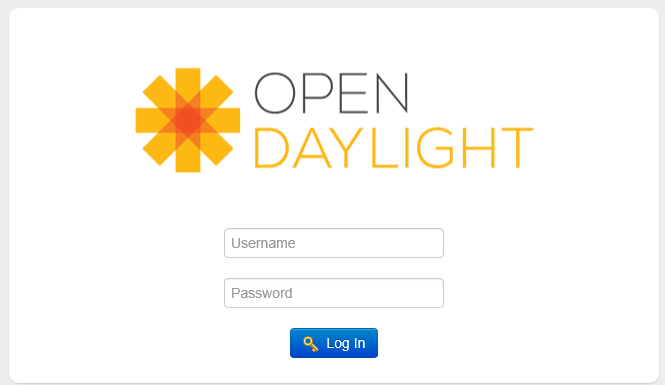 OPEN
DAYLIGHT
Username
Password
Log In